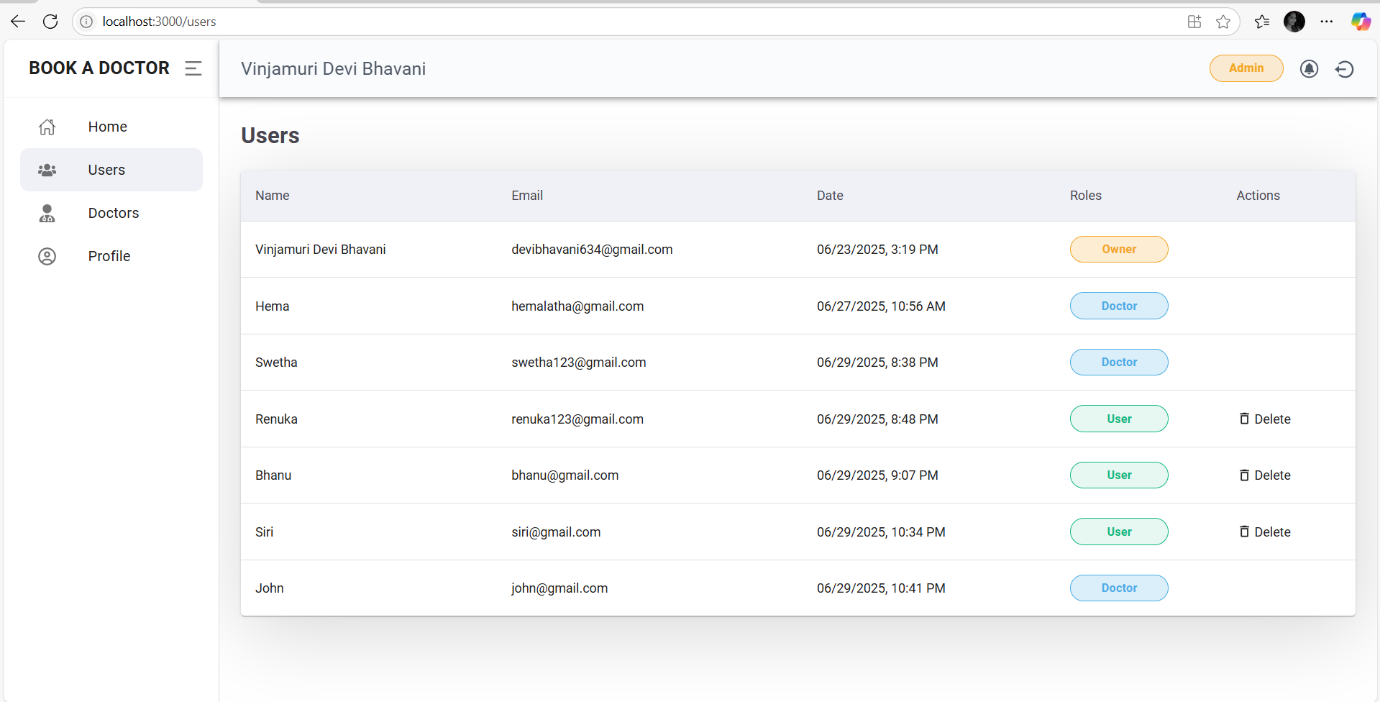 localhost:3000/users
BOOK A DOCTOR
Vinjamuri Devi Bhavani
Admin
Home
Users
Doctors
Profile
Users
Name Email Date Roles Actions
Vinjamuri Devi Bhavani devibhavani634@gmail.com 06/23/2025, 3:19 PM Owner
Hema hemalatha@gmail.com 06/27/2025, 10:56 AM Doctor
Swetha swetha123@gmail.com 06/29/2025, 8:38 PM Doctor
Renuka renuka123@gmail.com 06/29/2025, 8:48 PM User Delete
Bhanu bhanu@gmail.com 06/29/2025, 9:07 PM User Delete
Siri siri@gmail.com 06/29/2025, 10:34 PM User Delete
John john@gmail.com 06/29/2025, 10:41 PM Doctor